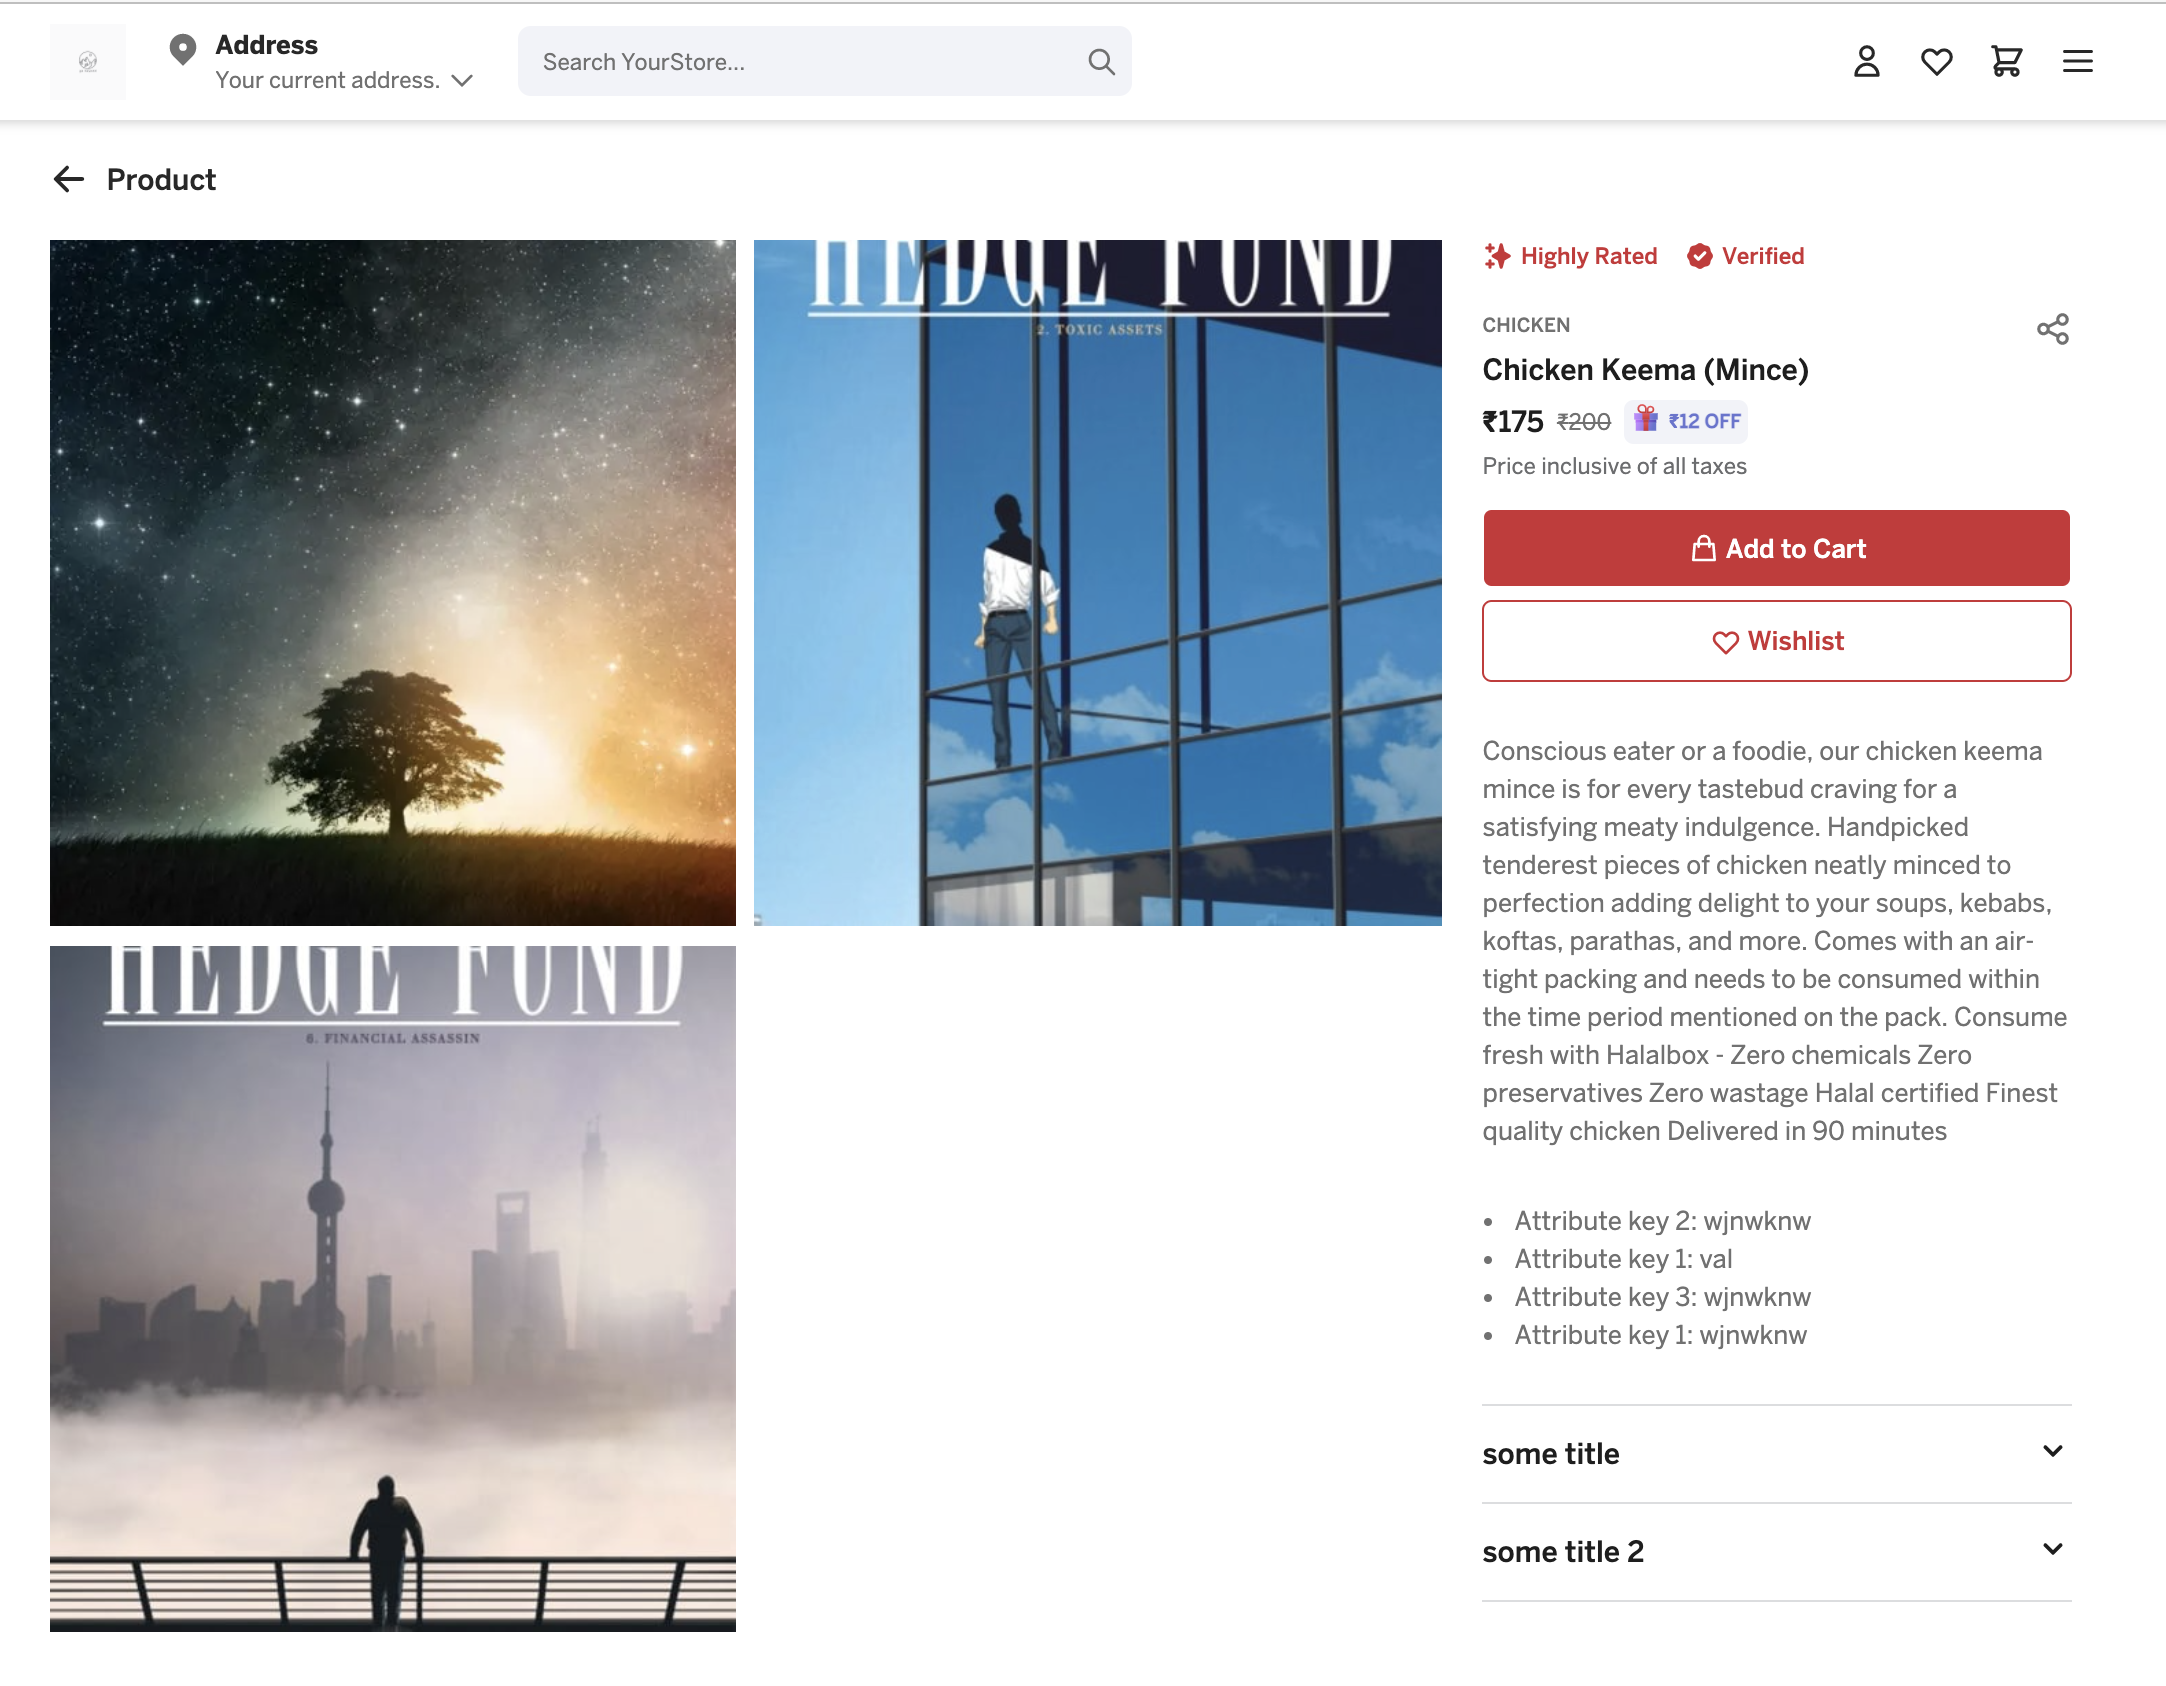 Address
Your current address.
Search YourStore...
Product
HEDGE FUND
2. TOXIC ASSETS
HEDGE FUND
6. FINANCIAL ASSASSIN
Highly Rated
Verified
CHICKEN
Chicken Keema (Mince)
₹175 ₹200 ₹12 OFF
Price inclusive of all taxes
Add to Cart
Wishlist
Conscious eater or a foodie, our chicken keema
mince is for every tastebud craving for a
satisfying meaty indulgence. Handpicked
tenderest pieces of chicken neatly minced to
perfection adding delight to your soups, kebabs,
koftas, parathas, and more. Comes with an air-
tight packing and needs to be consumed within
the time period mentioned on the pack. Consume
fresh with Halalbox - Zero chemicals Zero
preservatives Zero wastage Halal certified Finest
quality chicken Delivered in 90 minutes
• Attribute key 2: wjnwknw
• Attribute key 1: val
• Attribute key 3: wjnwknw
• Attribute key 1: wjnwknw
some title
some title 2